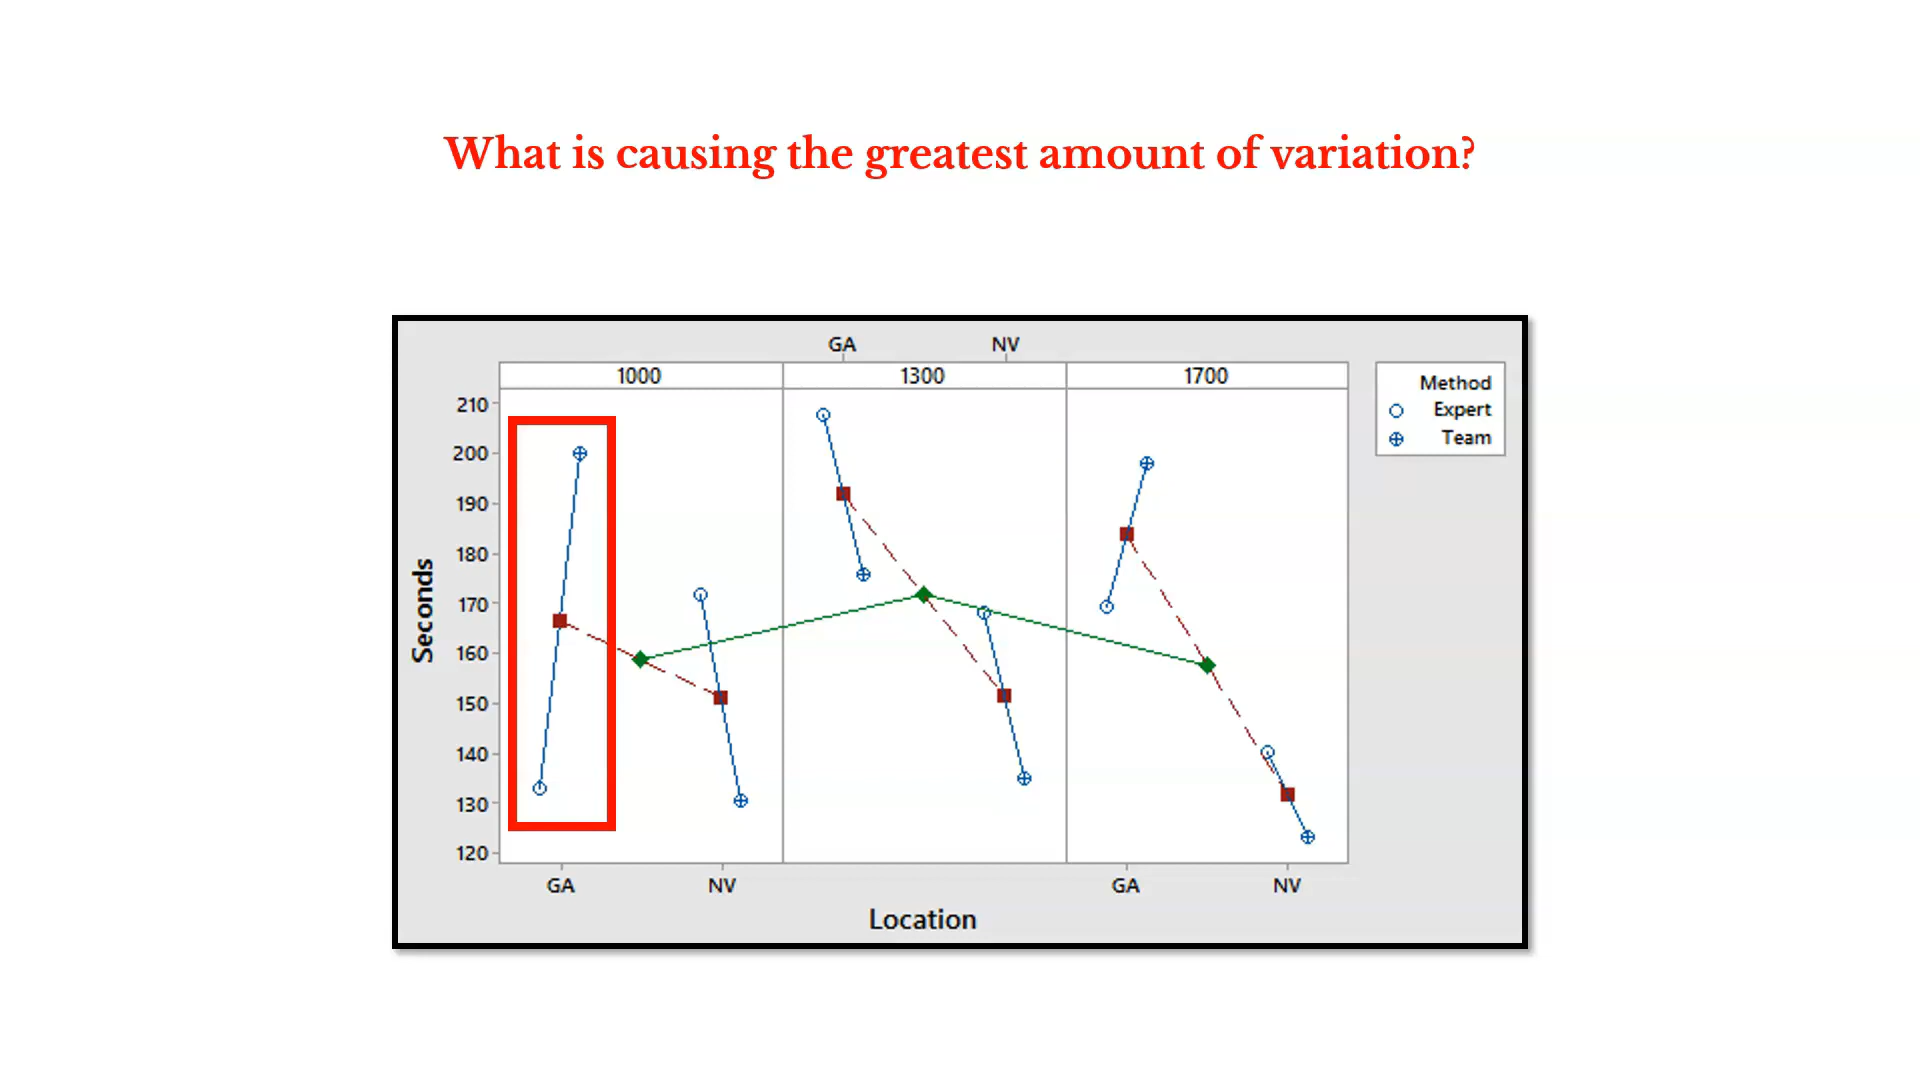 What is causing the greatest amount of variation?
GA NV
1000 1300 1700
Method
Expert
Team
210
200
190
180
170
160
150
140
130
120
Seconds
GA NV GA NV
Location